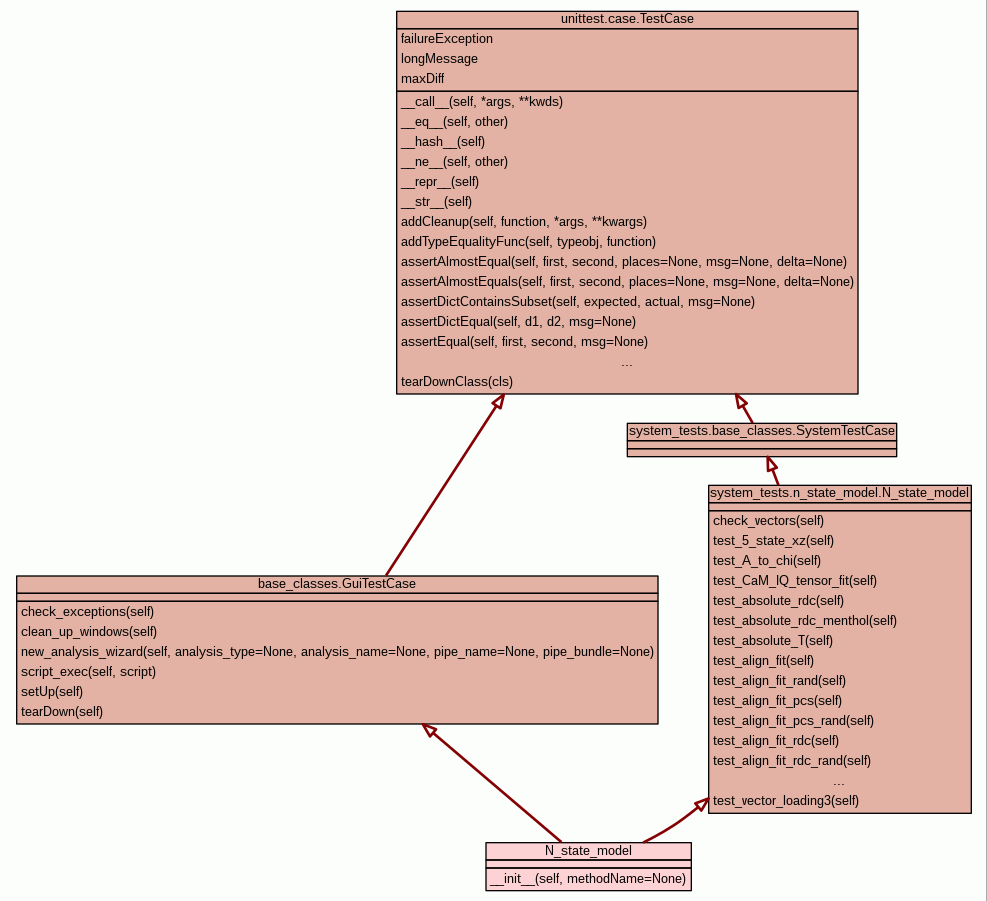 unittest.case.TestCase
failureException
longMessage
maxDiff
__call__(self, *args, **kwds)
__eq__(self, other)
__hash__(self)
__ne__(self, other)
__repr__(self)
__str__(self)
addCleanup(self, function, *args, **kwargs)
addTypeEqualityFunc(self, typeobj, function)
assertAlmostEqual(self, first, second, places=None, msg=None, delta=None)
assertAlmostEquals(self, first, second, places=None, msg=None, delta=None)
assertDictContainsSubset(self, expected, actual, msg=None)
assertDictEqual(self, d1, d2, msg=None)
assertEqual(self, first, second, msg=None)
...
tearDownClass(cls)
system_tests.base_classes.SystemTestCase
system_tests.n_state_model.N_state_model
check_vectors(self)
test_5_state_xz(self)
test_A_to_chi(self)
test_CaM_IQ_tensor_fit(self)
test_absolute_rdc(self)
test_absolute_rdc_menthol(self)
test_absolute_T(self)
test_align_fit(self)
test_align_fit_rand(self)
test_align_fit_pcs(self)
test_align_fit_pcs_rand(self)
test_align_fit_rdc(self)
test_align_fit_rdc_rand(self)
...
test_vector_loading3(self)
base_classes.GuiTestCase
check_exceptions(self)
clean_up_windows(self)
new_analysis_wizard(self, analysis_type=None, analysis_name=None, pipe_name=None, pipe_bundle=None)
script_exec(self, script)
setUp(self)
tearDown(self)
N_state_model
__init__(self, methodName=None)